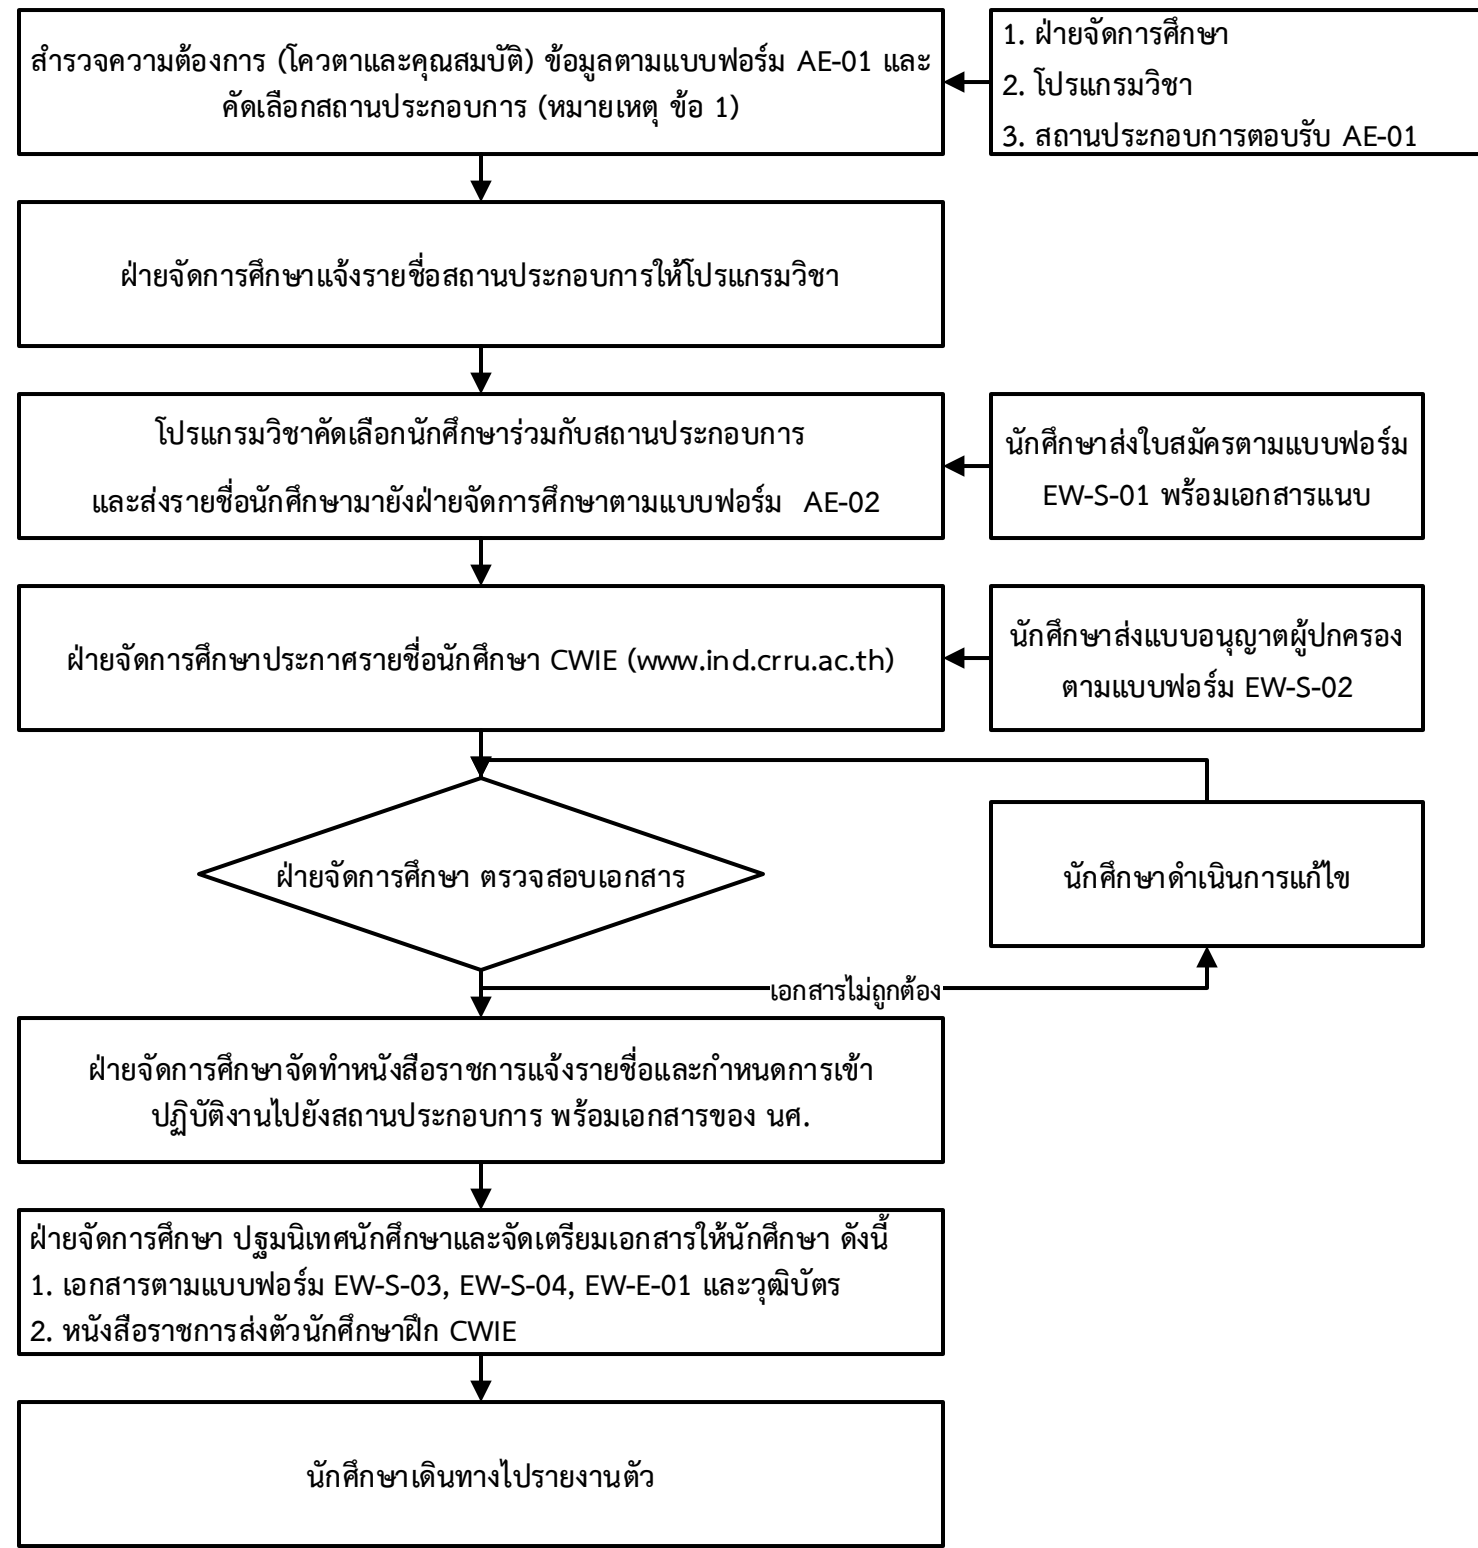 สำรวจความต้องการ (โควตาและคุณสมบัติ) ข้อมูลตามแบบฟอร์ม AE-01 และ
คัดเลือกสถานประกอบการ (หมายเหตุ ข้อ 1)
1. ฝ่ายจัดการศึกษา
2. โปรแกรมวิชา
3. สถานประกอบการตอบรับ AE-01
ฝ่ายจัดการศึกษาแจ้งรายชื่อสถานประกอบการให้โปรแกรมวิชา
โปรแกรมวิชาคัดเลือกนักศึกษาร่วมกับสถานประกอบการ
และส่งรายชื่อนักศึกษามายังฝ่ายจัดการศึกษาตามแบบฟอร์ม AE-02
นักศึกษาส่งใบสมัครตามแบบฟอร์ม
EW-S-01 พร้อมเอกสารแนบ
ฝ่ายจัดการศึกษาประกาศรายชื่อนักศึกษา CWIE (www.ind.crru.ac.th)
นักศึกษาส่งแบบอนุญาตผู้ปกครอง
ตามแบบฟอร์ม EW-S-02
ฝ่ายจัดการศึกษา ตรวจสอบเอกสาร
นักศึกษาดำเนินการแก้ไข
เอกสารไม่ถูกต้อง
ฝ่ายจัดการศึกษาจัดทำหนังสือราชการแจ้งรายชื่อและกำหนดการเข้า
ปฏิบัติงานไปยังสถานประกอบการ พร้อมเอกสารของ นศ.
ฝ่ายจัดการศึกษา ปฐมนิเทศนักศึกษาและจัดเตรียมเอกสารให้นักศึกษา ดังนี้
1. เอกสารตามแบบฟอร์ม EW-S-03, EW-S-04, EW-E-01 และวุฒิบัตร
2. หนังสือราชการส่งตัวนักศึกษาฝึก CWIE
นักศึกษาเดินทางไปรายงานตัว